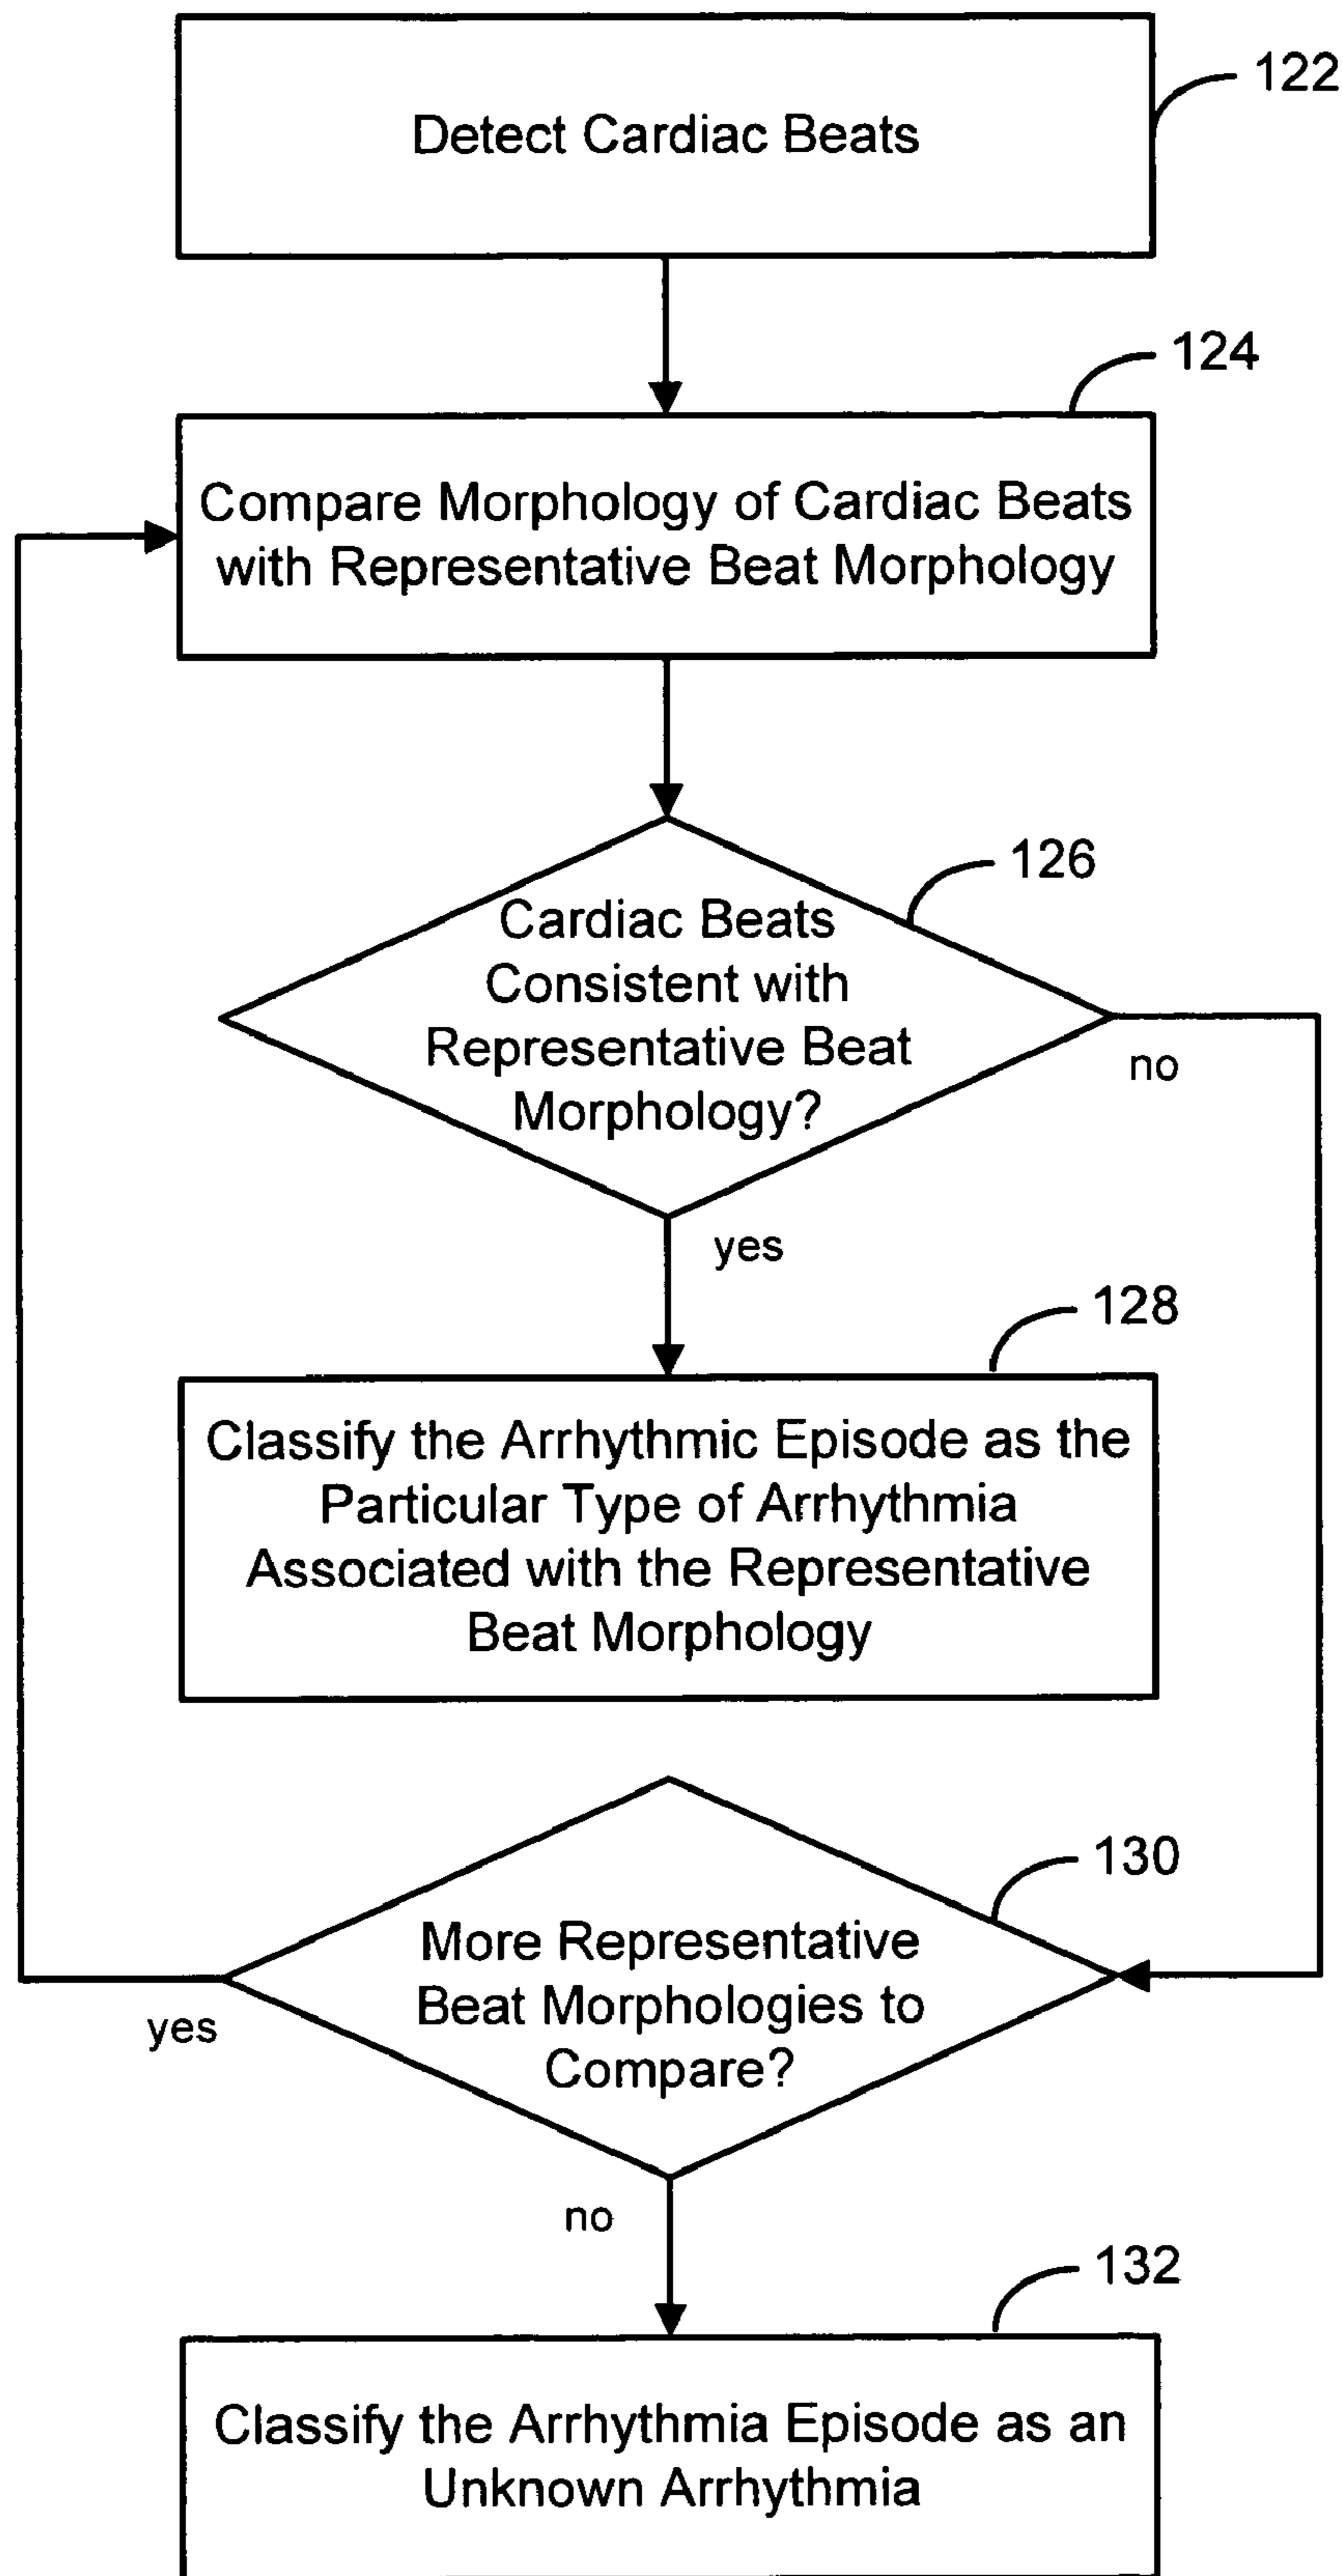 Detect Cardiac Beats
122
124
Compare Morphology of Cardiac Beats
with Representative Beat Morphology
126
Cardiac Beats
Consistent with
Representative Beat
Morphology?
no
yes
128
Classify the Arrhythmic Episode as the
Particular Type of Arrhythmia
Associated with the Representative
Beat Morphology
130
More Representative
Beat Morphologies to
Compare?
yes
no
132
Classify the Arrhythmia Episode as an
Unknown Arrhythmia